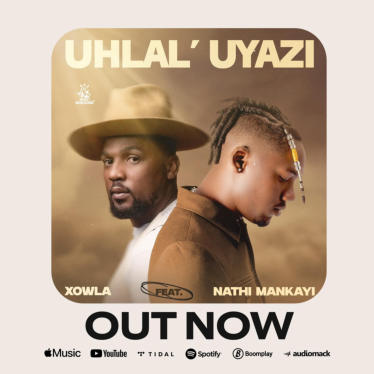 UHLAL' UYAZI
XOWLA FEAT. NATHI MANKAYI
OUT NOW
Music YouTube TIDAL Spotify Boomplay audiomack